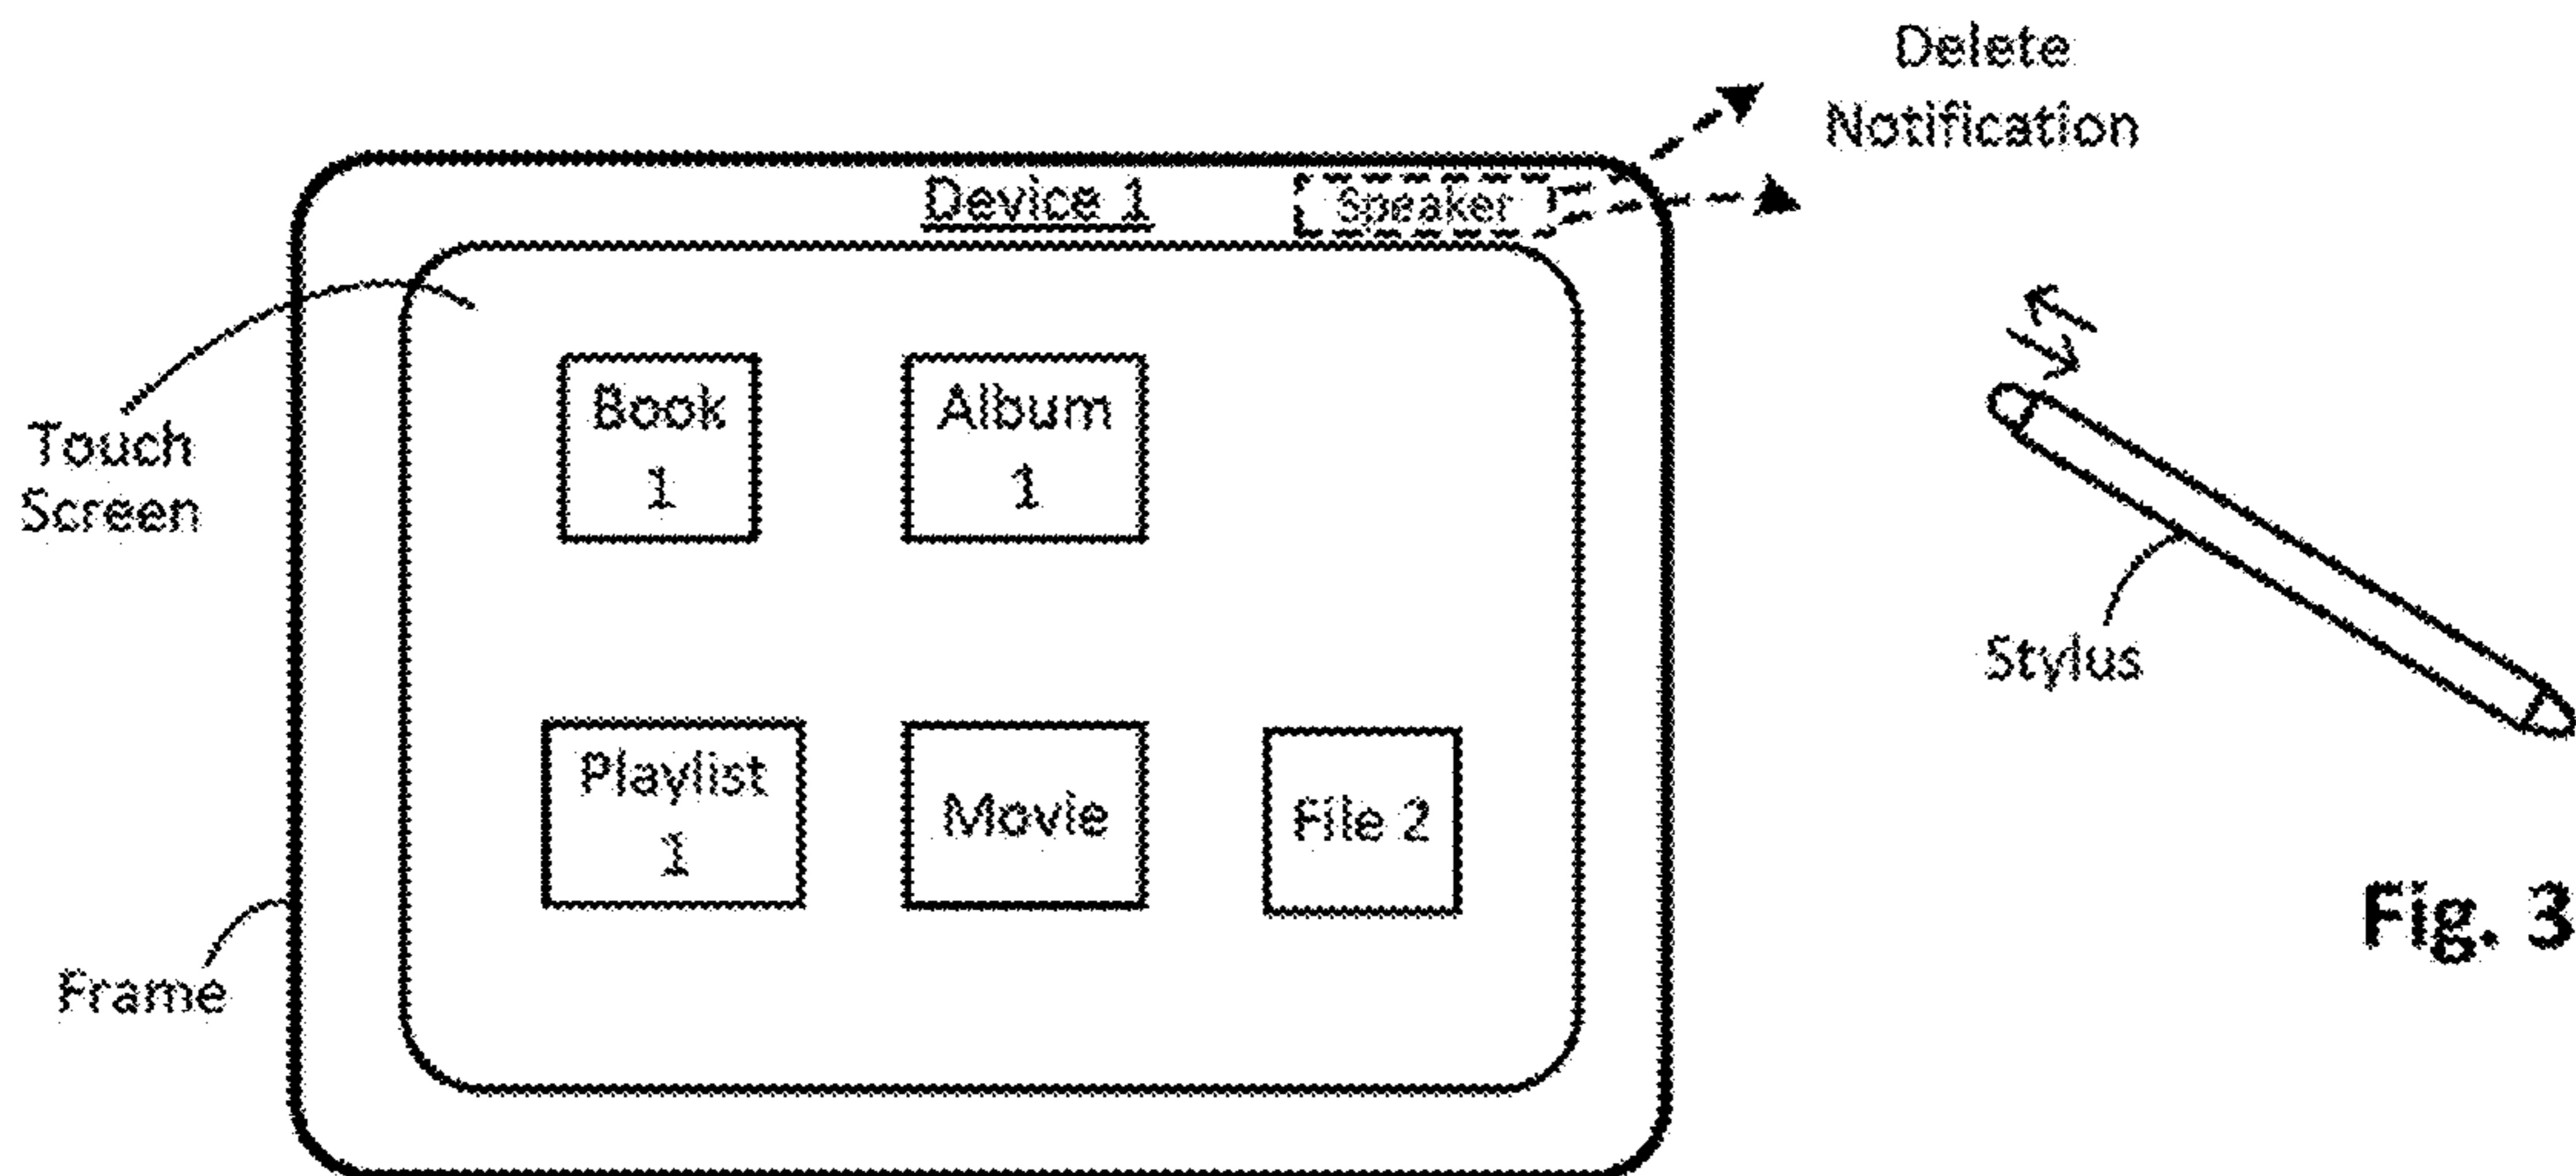 Delete
Notification
Device 1
Speaker
Touch
Screen
Book
1
Album
1
Stylus
Playlist
1
Movie
File 2
Frame
Fig. 3